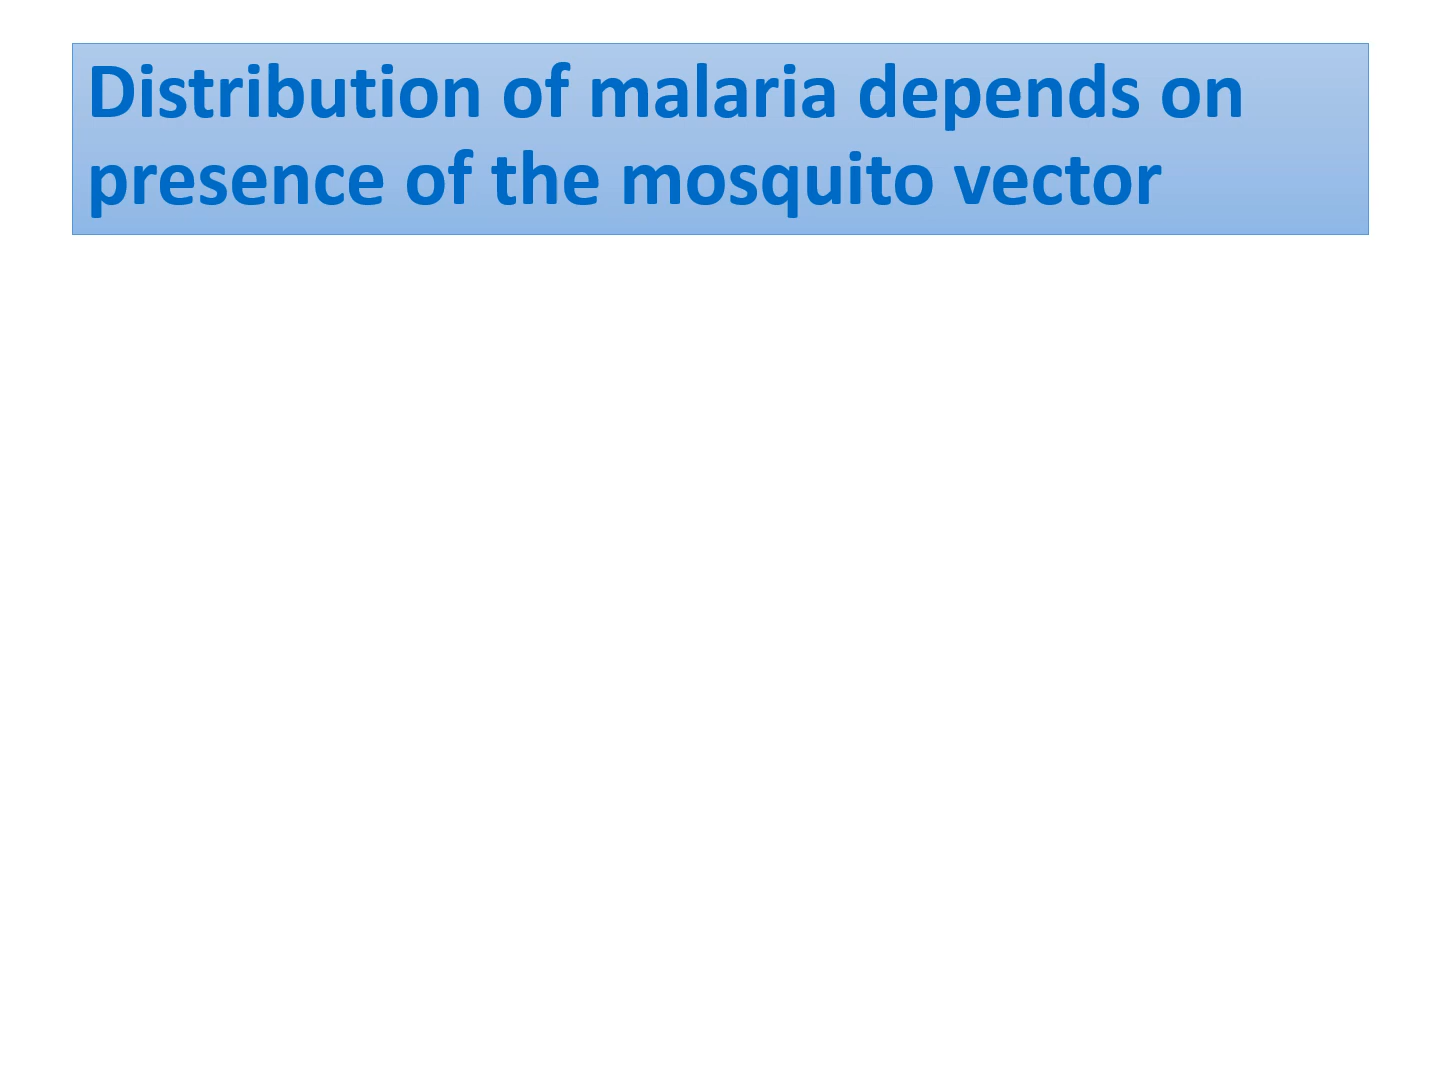 Distribution of malaria depends on
presence of the mosquito vector